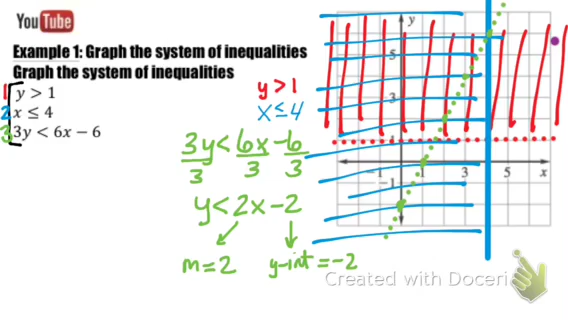 YouTube
Example 1: Graph the system of inequalities
Graph the system of inequalities
1 y > 1
2 x ≤ 4
3 3y < 6x − 6
y > 1
x ≤ 4
3y < 6x − 6
3 3 3
y < 2x − 2
m = 2 y-int = −2
y
5
3
1
−1 1 3 5 x
−1
Created with Doceri